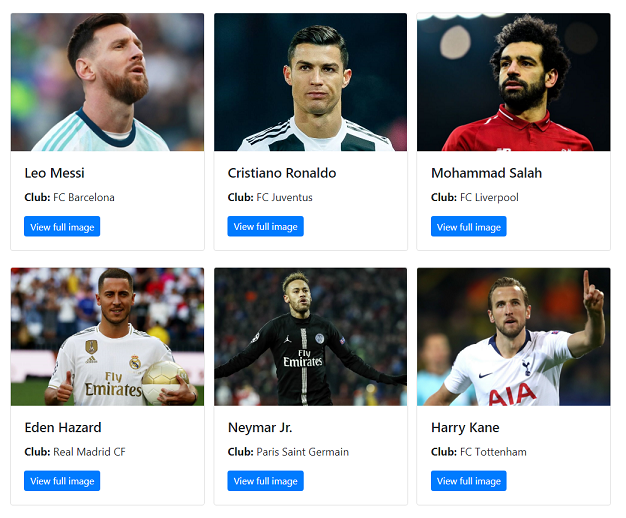 Leo Messi
Club: FC Barcelona
View full image
Cristiano Ronaldo
Club: FC Juventus
View full image
Mohammad Salah
Club: FC Liverpool
View full image
Fly
Emirates
Eden Hazard
Club: Real Madrid CF
View full image
Fly
Emirates
Neymar Jr.
Club: Paris Saint Germain
View full image
AIA
Harry Kane
Club: FC Tottenham
View full image